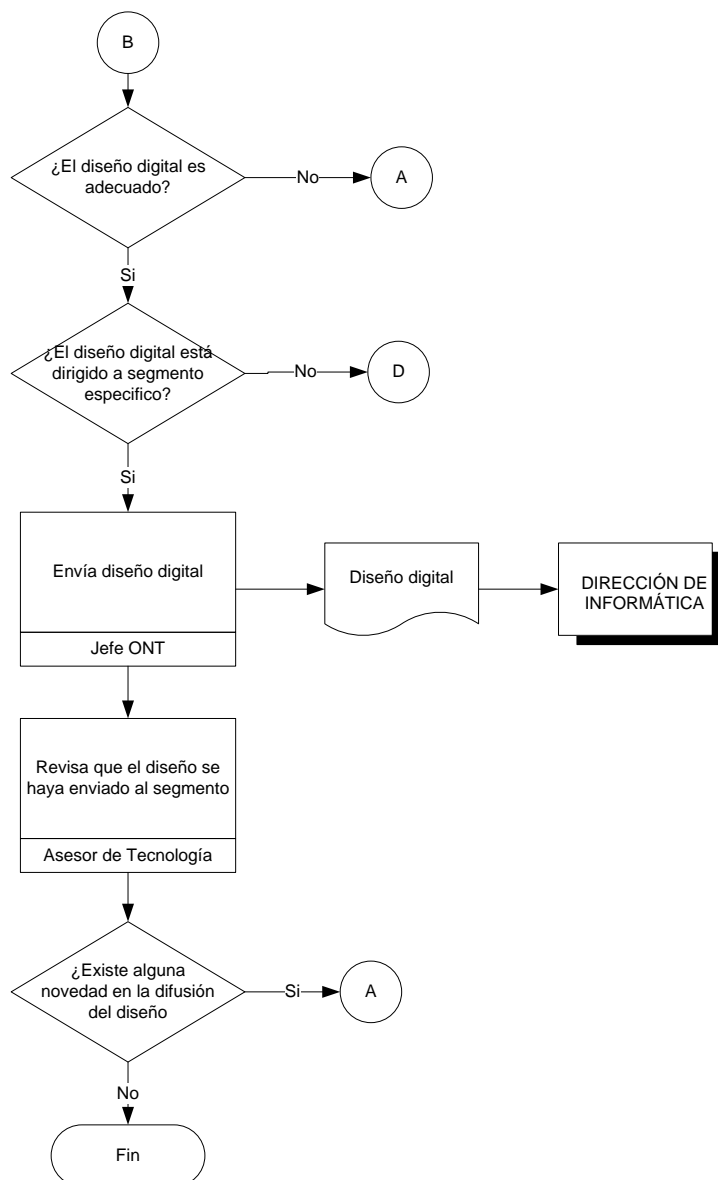 B
¿El diseño digital es
adecuado?
No
A
Si
¿El diseño digital está
dirigido a segmento
especifico?
No
D
Si
Envía diseño digital
Jefe ONT
Diseño digital
DIRECCIÓN DE
INFORMÁTICA
Revisa que el diseño se
haya enviado al segmento
Asesor de Tecnología
¿Existe alguna
novedad en la difusión
del diseño
Si
A
No
Fin